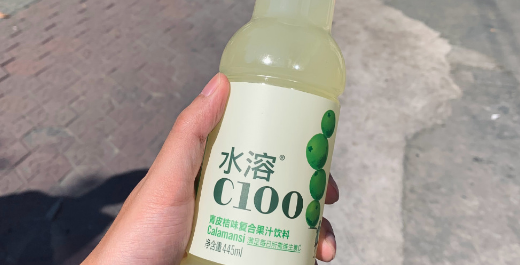 水溶®
C100
青皮桔味复合果汁饮料
Calamansi
净含量445ml